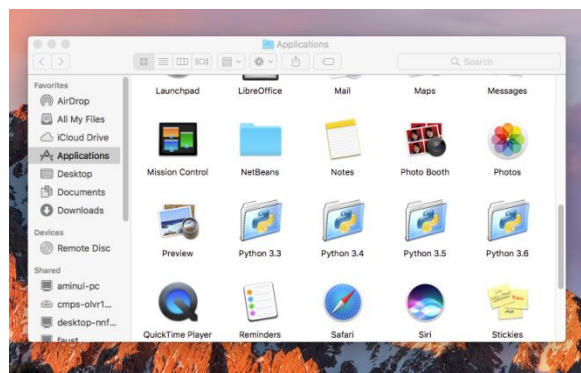 Applications
Search
Favorites
AirDrop
All My Files
iCloud Drive
Applications
Desktop
Documents
Downloads
Devices
Remote Disc
Shared
aminui-pc
cmps-olvr1...
desktop-nnf...
faust
Launchpad LibreOffice Mail Maps Messages
Mission Control NetBeans Notes Photo Booth Photos
Preview Python 3.3 Python 3.4 Python 3.5 Python 3.6
QuickTime Player Reminders Safari Siri Stickies